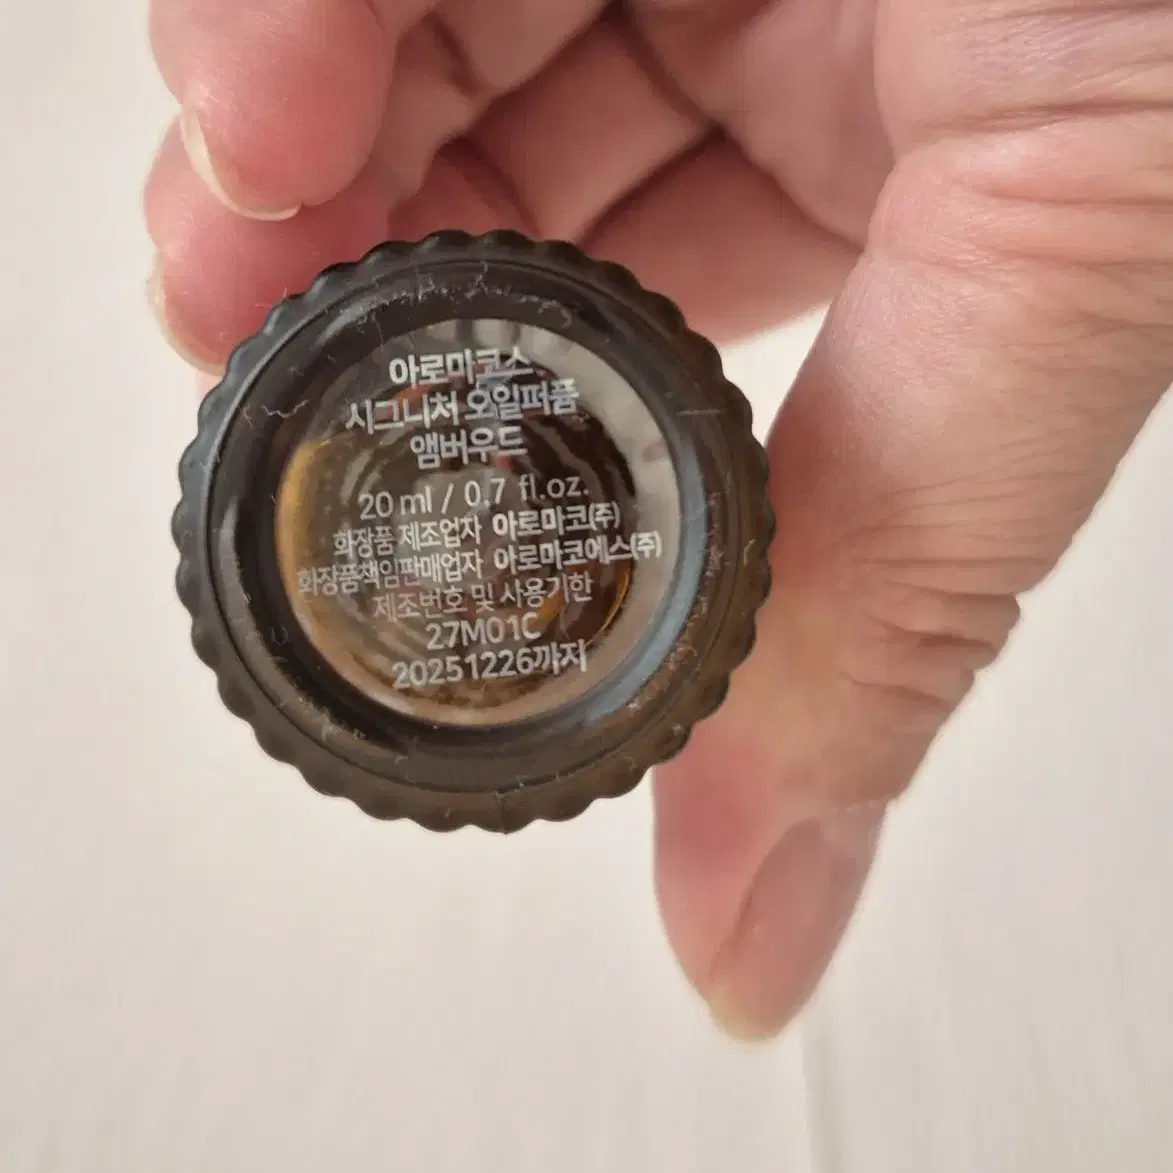 아로마코스
시그니처 오일퍼퓸
앰버우드
20 ml / 0.7 fl.oz.
화장품 제조업자 아로마코(주)
화장품책임판매업자 아로마코에스(주)
제조번호 및 사용기한
27M01C
20251226까지